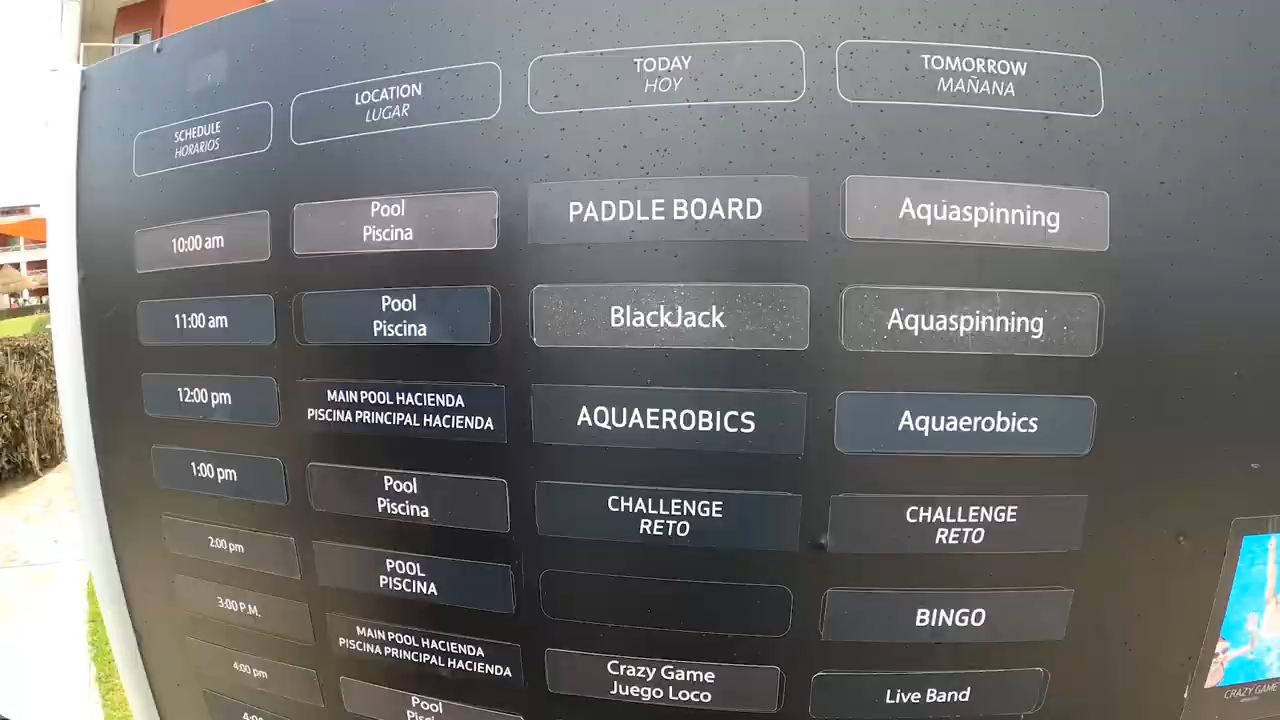 SCHEDULE
HORARIOS
LOCATION
LUGAR
TODAY
HOY
TOMORROW
MAÑANA
10:00 am
Pool
Piscina
PADDLE BOARD
Aquaspinning
11:00 am
Pool
Piscina
BlackJack
Aquaspinning
12:00 pm
MAIN POOL HACIENDA
PISCINA PRINCIPAL HACIENDA
AQUAEROBICS
Aquaerobics
1:00 pm
Pool
Piscina
CHALLENGE
RETO
CHALLENGE
RETO
2:00 pm
POOL
PISCINA
BINGO
3:00 P.M.
MAIN POOL HACIENDA
PISCINA PRINCIPAL HACIENDA
Crazy Game
Juego Loco
Live Band
4:00 pm
Pool
CRAZY GAME